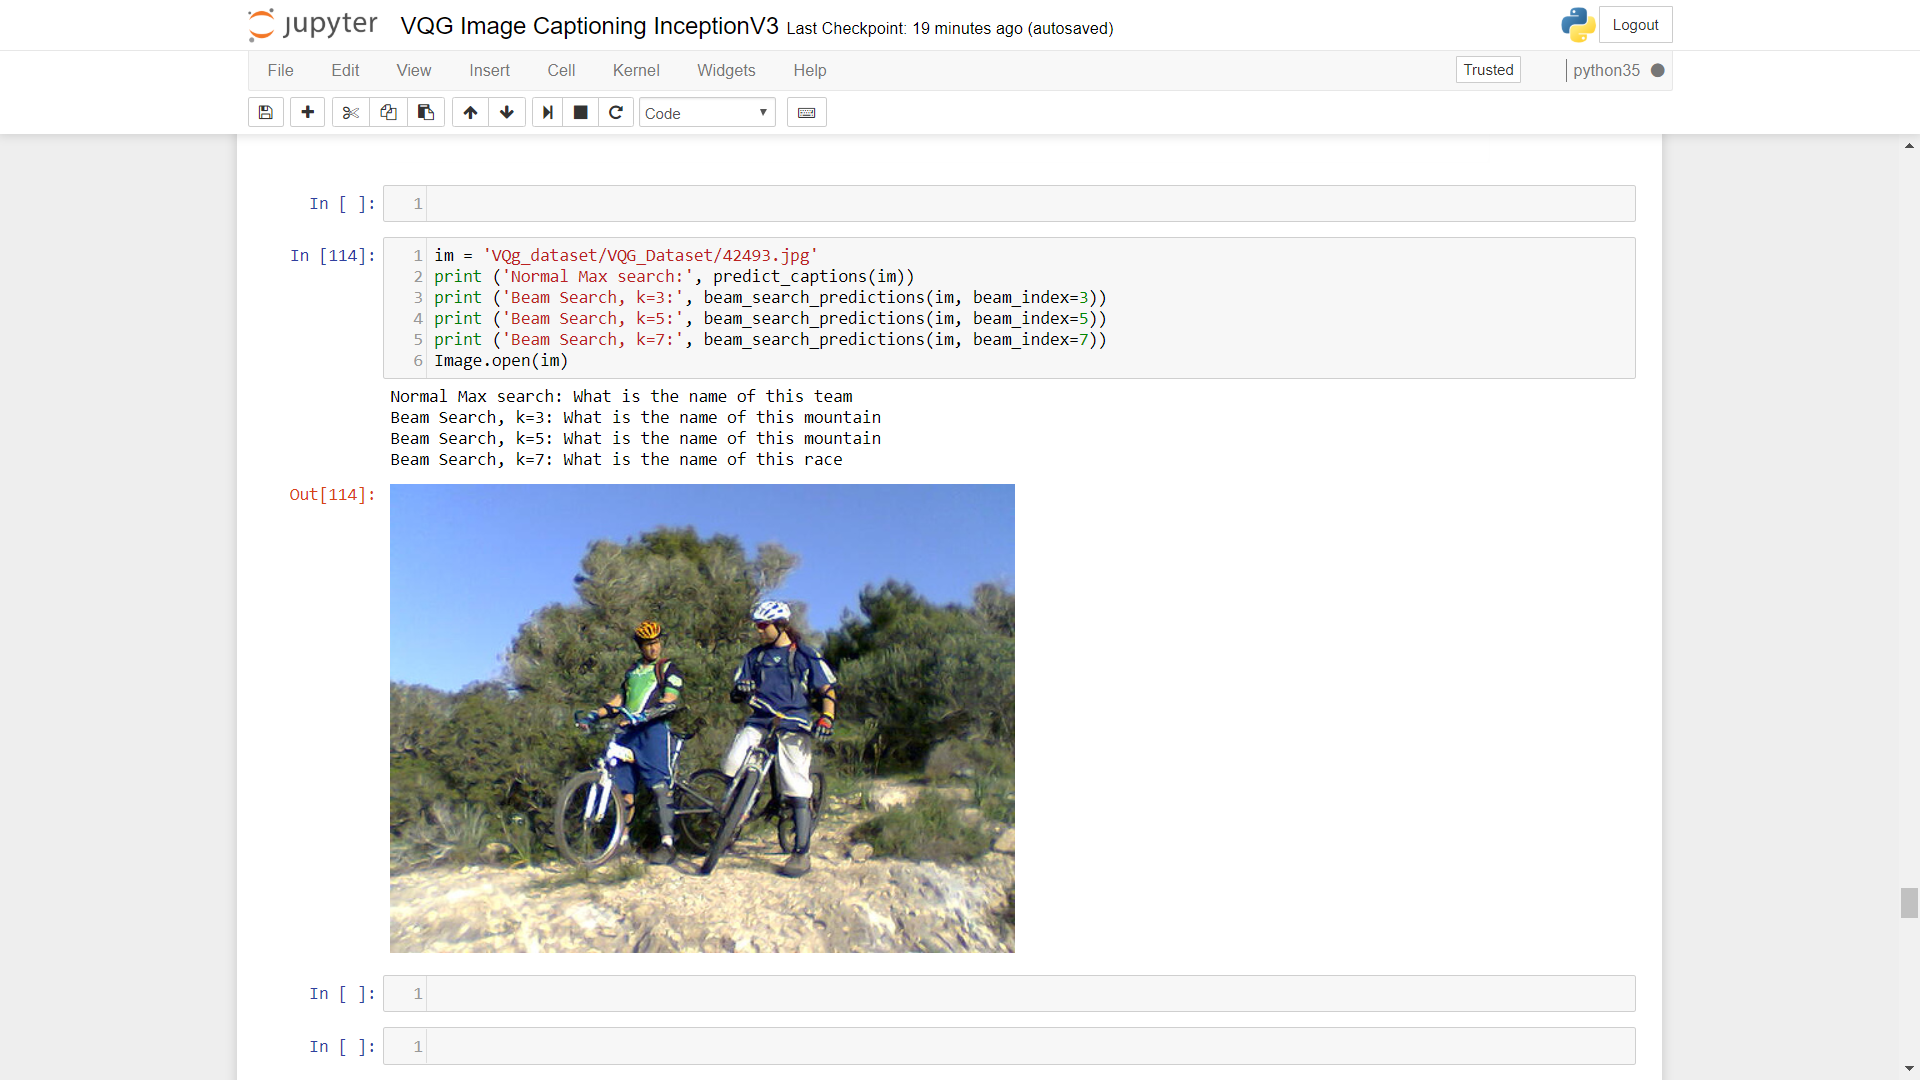 jupyter VQG Image Captioning InceptionV3 Last Checkpoint: 19 minutes ago (autosaved) Logout
File Edit View Insert Cell Kernel Widgets Help Trusted python35
Code
In [ ]: 1
In [114]: 1 im = 'VQg_dataset/VQG_Dataset/42493.jpg'
2 print ('Normal Max search:', predict_captions(im))
3 print ('Beam Search, k=3:', beam_search_predictions(im, beam_index=3))
4 print ('Beam Search, k=5:', beam_search_predictions(im, beam_index=5))
5 print ('Beam Search, k=7:', beam_search_predictions(im, beam_index=7))
6 Image.open(im)
Normal Max search: What is the name of this team
Beam Search, k=3: What is the name of this mountain
Beam Search, k=5: What is the name of this mountain
Beam Search, k=7: What is the name of this race
Out[114]:
In [ ]: 1
In [ ]: 1